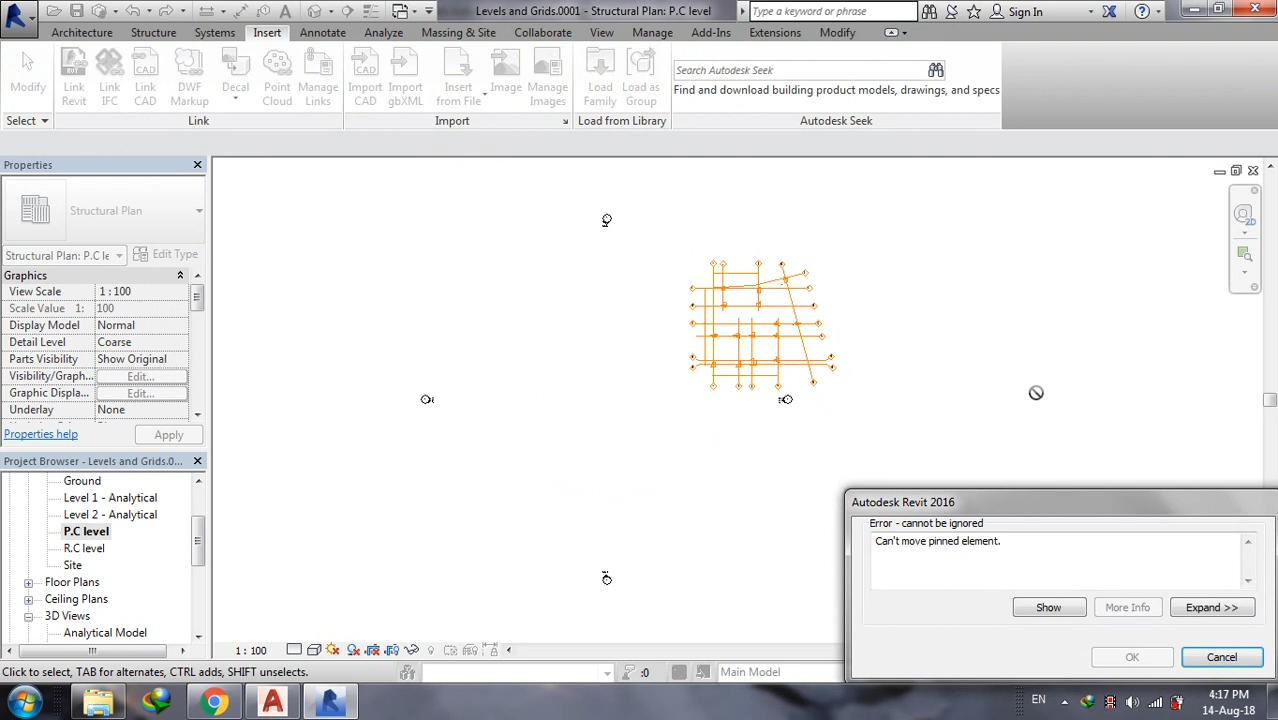 Levels and Grids.0001 - Structural Plan: P.C level
Type a keyword or phrase
Sign In
Architecture Structure Systems Insert Annotate Analyze Massing & Site Collaborate View Manage Add-Ins Extensions Modify
Modify
Link Revit
Link IFC
Link CAD
DWF Markup
Decal
Point Cloud
Manage Links
Import CAD
Import gbXML
Insert from File
Image
Manage Images
Load Family
Load as Group
Search Autodesk Seek
Find and download building product models, drawings, and specs
Select Link Import Load from Library Autodesk Seek
Properties
Structural Plan
Structural Plan: P.C le
Edit Type
Graphics
View Scale 1 : 100
Scale Value 1: 100
Display Model Normal
Detail Level Coarse
Parts Visibility Show Original
Visibility/Graph... Edit...
Graphic Displa... Edit...
Underlay None
Properties help Apply
Project Browser - Levels and Grids.0...
Ground
Level 1 - Analytical
Level 2 - Analytical
P.C level
R.C level
Site
Floor Plans
Ceiling Plans
3D Views
Analytical Model
2D
Autodesk Revit 2016
Error - cannot be ignored
Can't move pinned element.
Show More Info Expand >>
OK Cancel
1 : 100
Click to select, TAB for alternates, CTRL adds, SHIFT unselects.
:0
Main Model
EN
4:17 PM
14-Aug-18